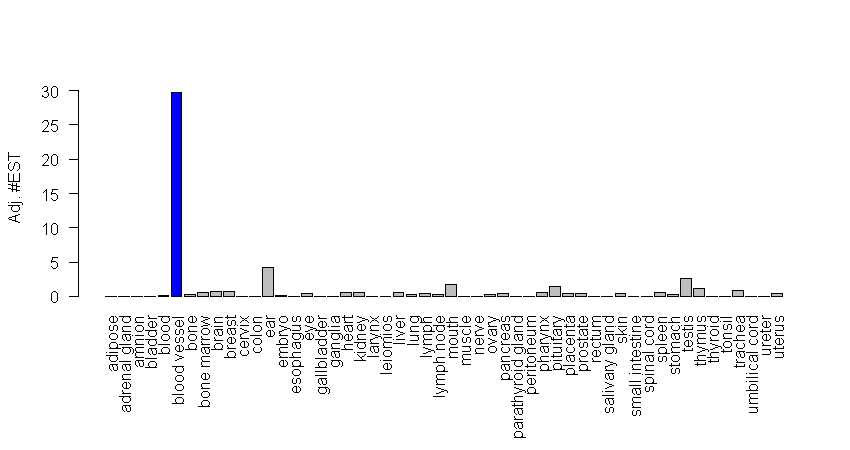 Adj. #EST
30
25
20
15
10
5
0
adipose
adrenal gland
amnion
bladder
blood
blood vessel
bone
bone marrow
brain
breast
cervix
colon
ear
embryo
esophagus
eye
gallbladder
ganglia
heart
kidney
larynx
leiomios
liver
lung
lymph
lymph node
mouth
muscle
nerve
ovary
pancreas
parathyroid gland
peritoneum
pharynx
pituitary
placenta
prostate
rectum
salivary gland
skin
small intestine
spinal cord
spleen
stomach
testis
thymus
thyroid
tonsil
trachea
umbilical cord
ureter
uterus